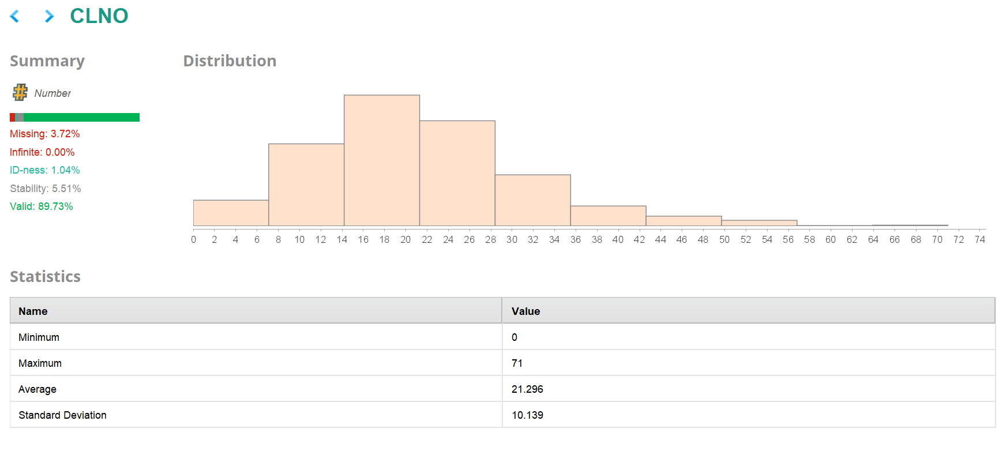 CLNO
Summary
Distribution
Number
Missing: 3.72%
Infinite: 0.00%
ID-ness: 1.04%
Stability: 5.51%
Valid: 89.73%
0 2 4 6 8 10 12 14 16 18 20 22 24 26 28 30 32 34 36 38 40 42 44 46 48 50 52 54 56 58 60 62 64 66 68 70 72 74
Statistics
Name Value
Minimum 0
Maximum 71
Average 21.296
Standard Deviation 10.139